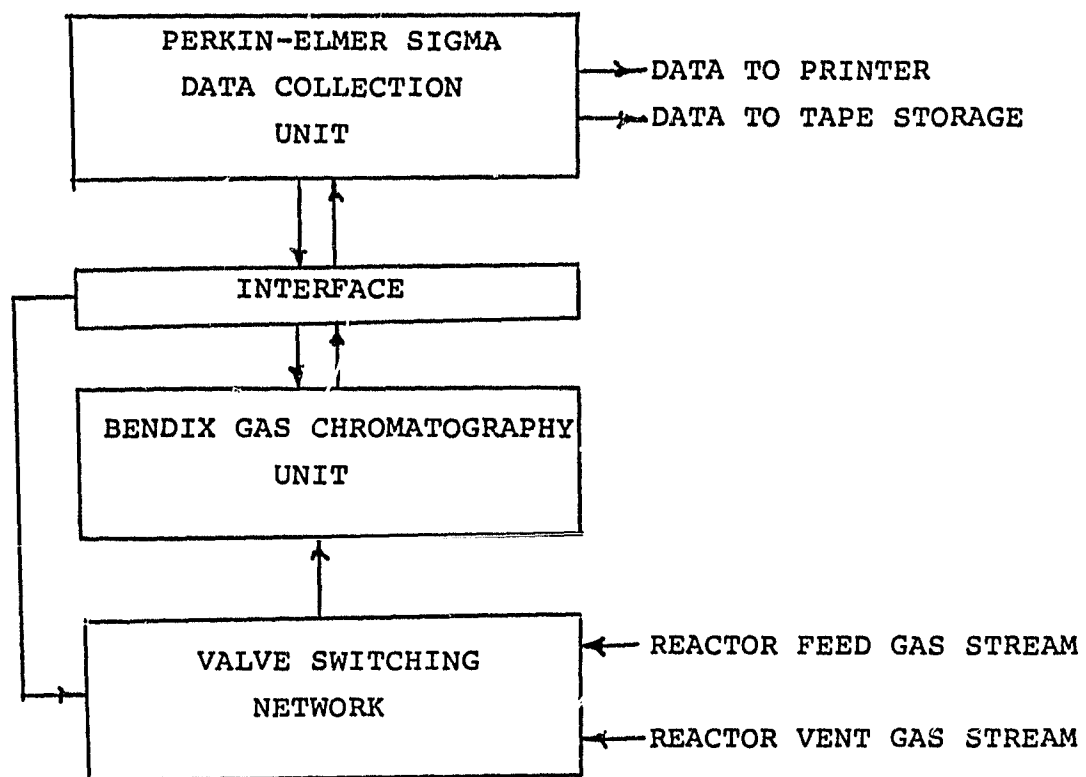 PERKIN-ELMER SIGMA
DATA COLLECTION
UNIT
DATA TO PRINTER
DATA TO TAPE STORAGE
INTERFACE
BENDIX GAS CHROMATOGRAPHY
UNIT
VALVE SWITCHING
NETWORK
REACTOR FEED GAS STREAM
REACTOR VENT GAS STREAM